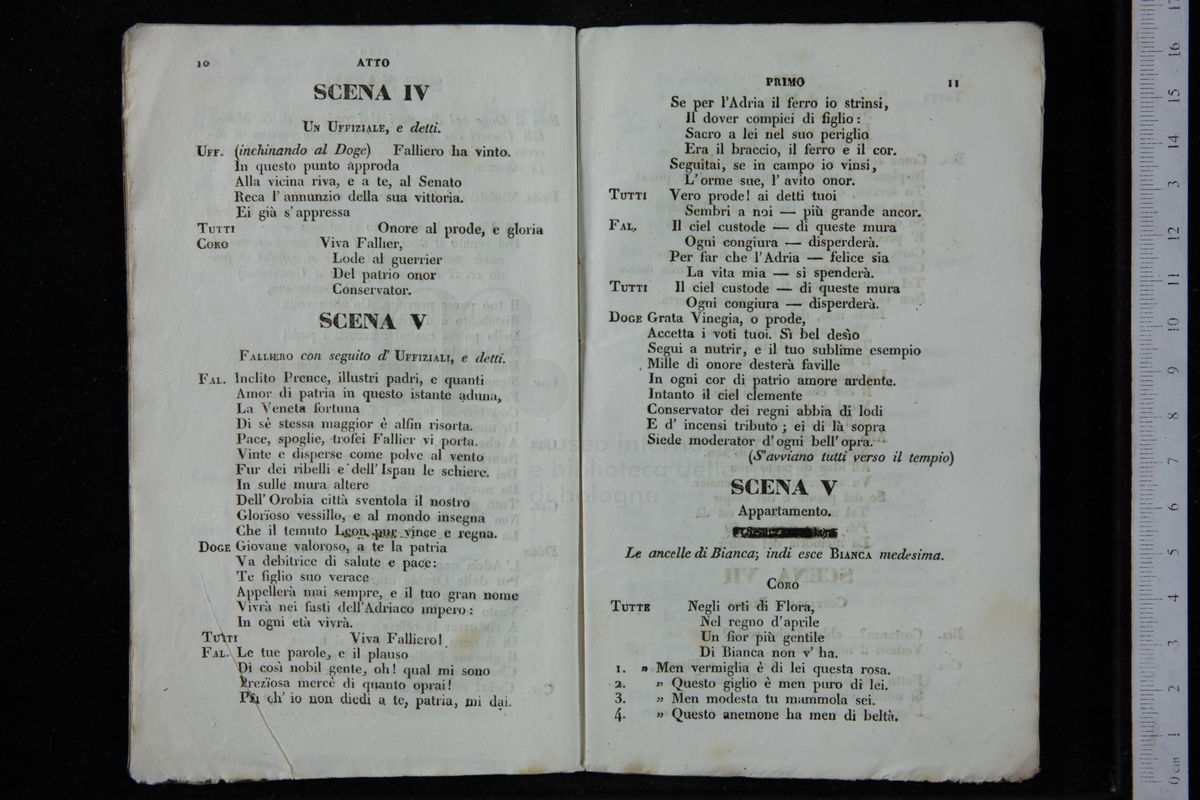 10 ATTO
SCENA IV
Un Uffiziale, e detti.
Uff. (inchinando al Doge) Falliero ha vinto.
In questo punto approda
Alla vicina riva, e a te, al Senato
Reca l'annunzio della sua vittoria.
Ei già s'appressa
Tutti Onore al prode, e gloria
Coro Viva Fallier,
Lode al guerrier
Del patrio onor
Conservator.
SCENA V
Falliero con seguito d'Uffiziali, e detti.
Fal. Inclito Prence, illustri padri, e quanti
Amor di patria in questo istante aduna,
La Veneta fortuna
Di sè stessa maggior è alfin risorta.
Pace, spoglie, trofei Fallier vi porta.
Vinte e disperse come polve al vento
Fur dei ribelli e dell'Ispan le schiere.
In sulle mura altere
Dell'Orobia città sventola il nostro
Glorïoso vessillo, e al mondo insegna
Che il temuto Leon pur vince e regna.
Doge Giovane valoroso, a te la patria
Va debitrice di salute e pace:
Te figlio suo verace
Appellerà mai sempre, e il tuo gran nome
Vivrà nei fasti dell'Adriaco impero:
In ogni età vivrà.
Tutti Viva Falliero!
Fal. Le tue parole, e il plauso
Di così nobil gente, oh! qual mi sono
Preziosa mercè di quanto oprai!
Più ch'io non diedi a te, patria, mi dai.
PRIMO 11
Se per l'Adria il ferro io strinsi,
Il dover compiei di figlio:
Sacro a lei nel suo periglio
Era il braccio, il ferro e il cor.
Seguitai, se in campo io vinsi,
L'orme sue, l'avito onor.
Tutti Vero prode! ai detti tuoi
Sembri a noi — più grande ancor.
Fal. Il ciel custode — di queste mura
Ogni congiura — disperderà.
Per far che l'Adria — felice sia
La vita mia — si spenderà.
Tutti Il ciel custode — di queste mura
Ogni congiura — disperderà.
Doge Grata Vinegia, o prode,
Accetta i voti tuoi. Sì bel desìo
Segui a nutrir, e il tuo sublime esempio
Mille di onore desterà faville
In ogni cor di patrio amore ardente.
Intanto il ciel clemente
Conservator dei regni abbia di lodi
E d'incensi tributo; ei di là sopra
Siede moderator d'ogni bell'opra.
(S'avviano tutti verso il tempio)
SCENA V
Appartamento.
Le ancelle di Bianca; indi esce Bianca medesima.
Coro
Tutte Negli orti di Flora,
Nel regno d'aprile
Un fior più gentile
Di Bianca non v'ha.
1. » Men vermiglia è di lei questa rosa.
2. » Questo giglio è men puro di lei.
3. » Men modesta tu mammola sei.
4. » Questo anemone ha men di beltà.